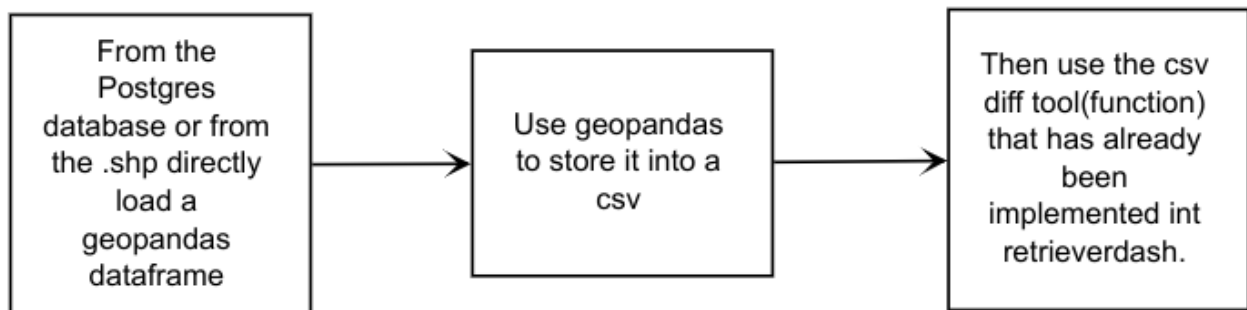 From the
Postgres
database or from
the .shp directly
load a
geopandas
dataframe
Use geopandas
to store it into a
csv
Then use the csv
diff tool(function)
that has already
been
implemented int
retrieverdash.